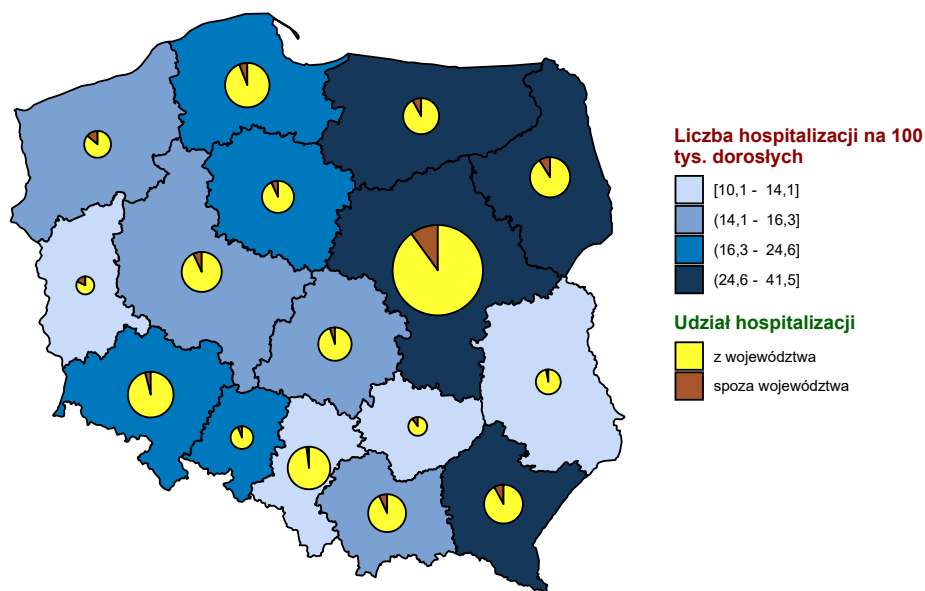 Liczba hospitalizacji na 100
tys. dorosłych
[10,1 - 14,1]
(14,1 - 16,3]
(16,3 - 24,6]
(24,6 - 41,5]
Udział hospitalizacji
z województwa
spoza województwa